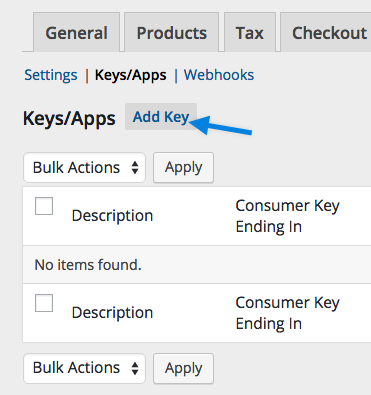 General Products Tax Checkout
Settings | Keys/Apps | Webhooks
Keys/Apps Add Key
Bulk Actions Apply
Description Consumer Key
Ending In
No items found.
Description Consumer Key
Ending In
Bulk Actions Apply